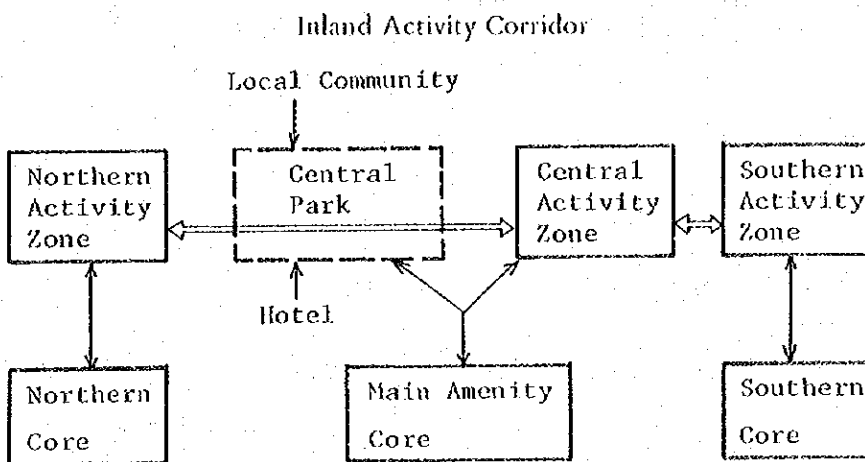 Inland Activity Corridor
Local Community
Northern
Activity
Zone
Central
Park
Central
Activity
Zone
Southern
Activity
Zone
Hotel
Northern
Core
Main Amenity
Core
Southern
Core